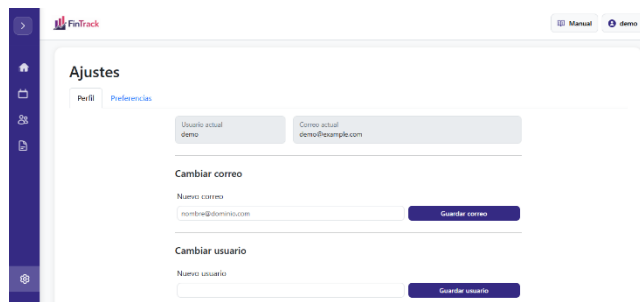 FinTrack
Manual
demo
Ajustes
Perfil Preferencias
Usuario actual
demo
Correo actual
demo@example.com
Cambiar correo
Nuevo correo
nombre@dominio.com
Guardar correo
Cambiar usuario
Nuevo usuario
Guardar usuario